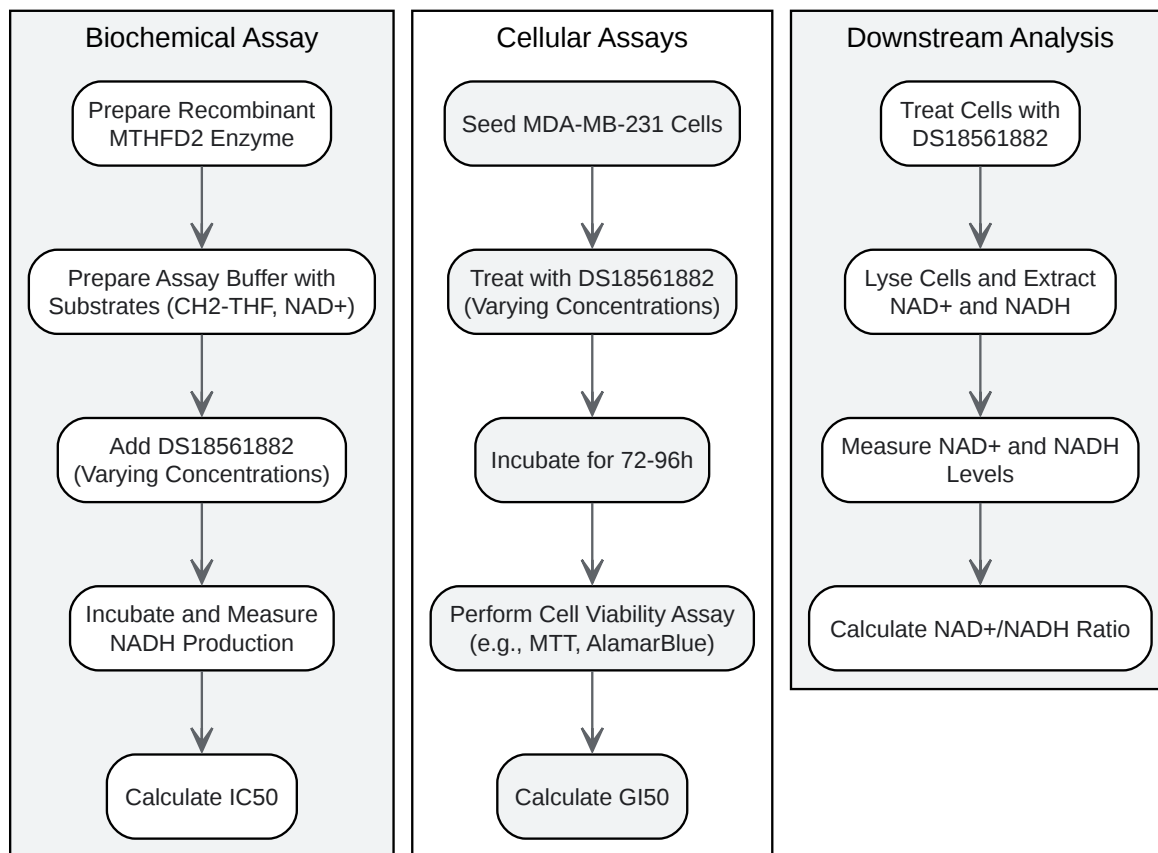 Biochemical Assay
Prepare Recombinant
MTHFD2 Enzyme
Prepare Assay Buffer with
Substrates (CH2-THF, NAD+)
Add DS18561882
(Varying Concentrations)
Incubate and Measure
NADH Production
Calculate IC50
Cellular Assays
Seed MDA-MB-231 Cells
Treat with DS18561882
(Varying Concentrations)
Incubate for 72-96h
Perform Cell Viability Assay
(e.g., MTT, AlamarBlue)
Calculate GI50
Downstream Analysis
Treat Cells with
DS18561882
Lyse Cells and Extract
NAD+ and NADH
Measure NAD+ and NADH
Levels
Calculate NAD+/NADH Ratio